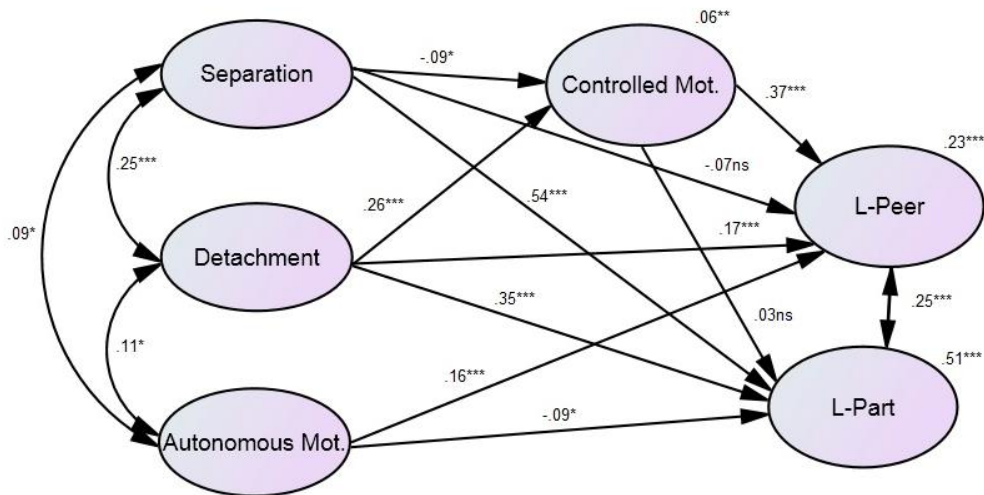 .06**
-.09*
Separation
Controlled Mot.
.37***
.23***
.25***
-.07ns
.54***
L-Peer
.26***
.09*
.17***
Detachment
.35***
.25***
.03ns
.11*
.51***
.16***
L-Part
-.09*
Autonomous Mot.